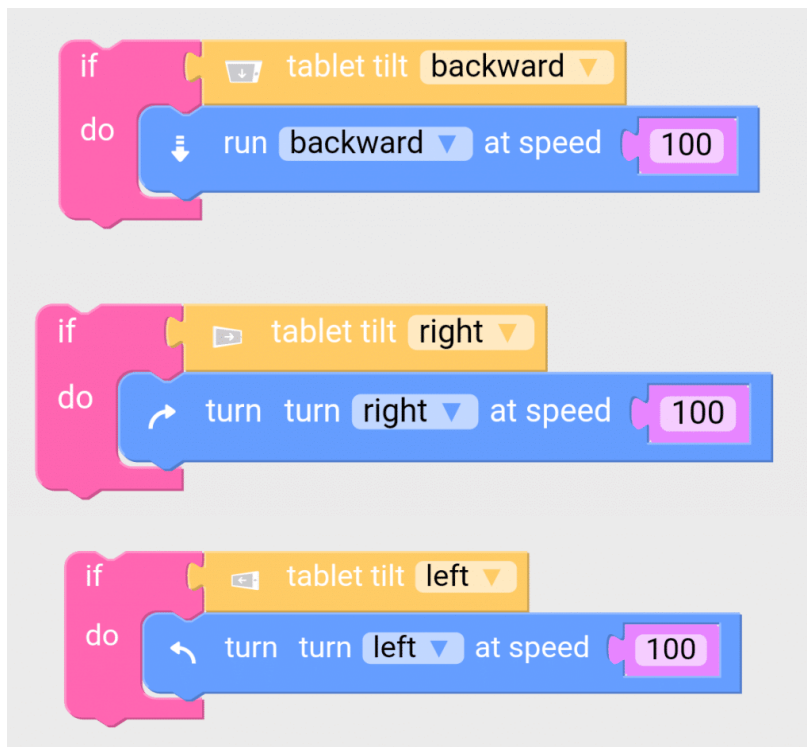 if tablet tilt backward
do run backward at speed 100
if tablet tilt right
do turn turn right at speed 100
if tablet tilt left
do turn turn left at speed 100